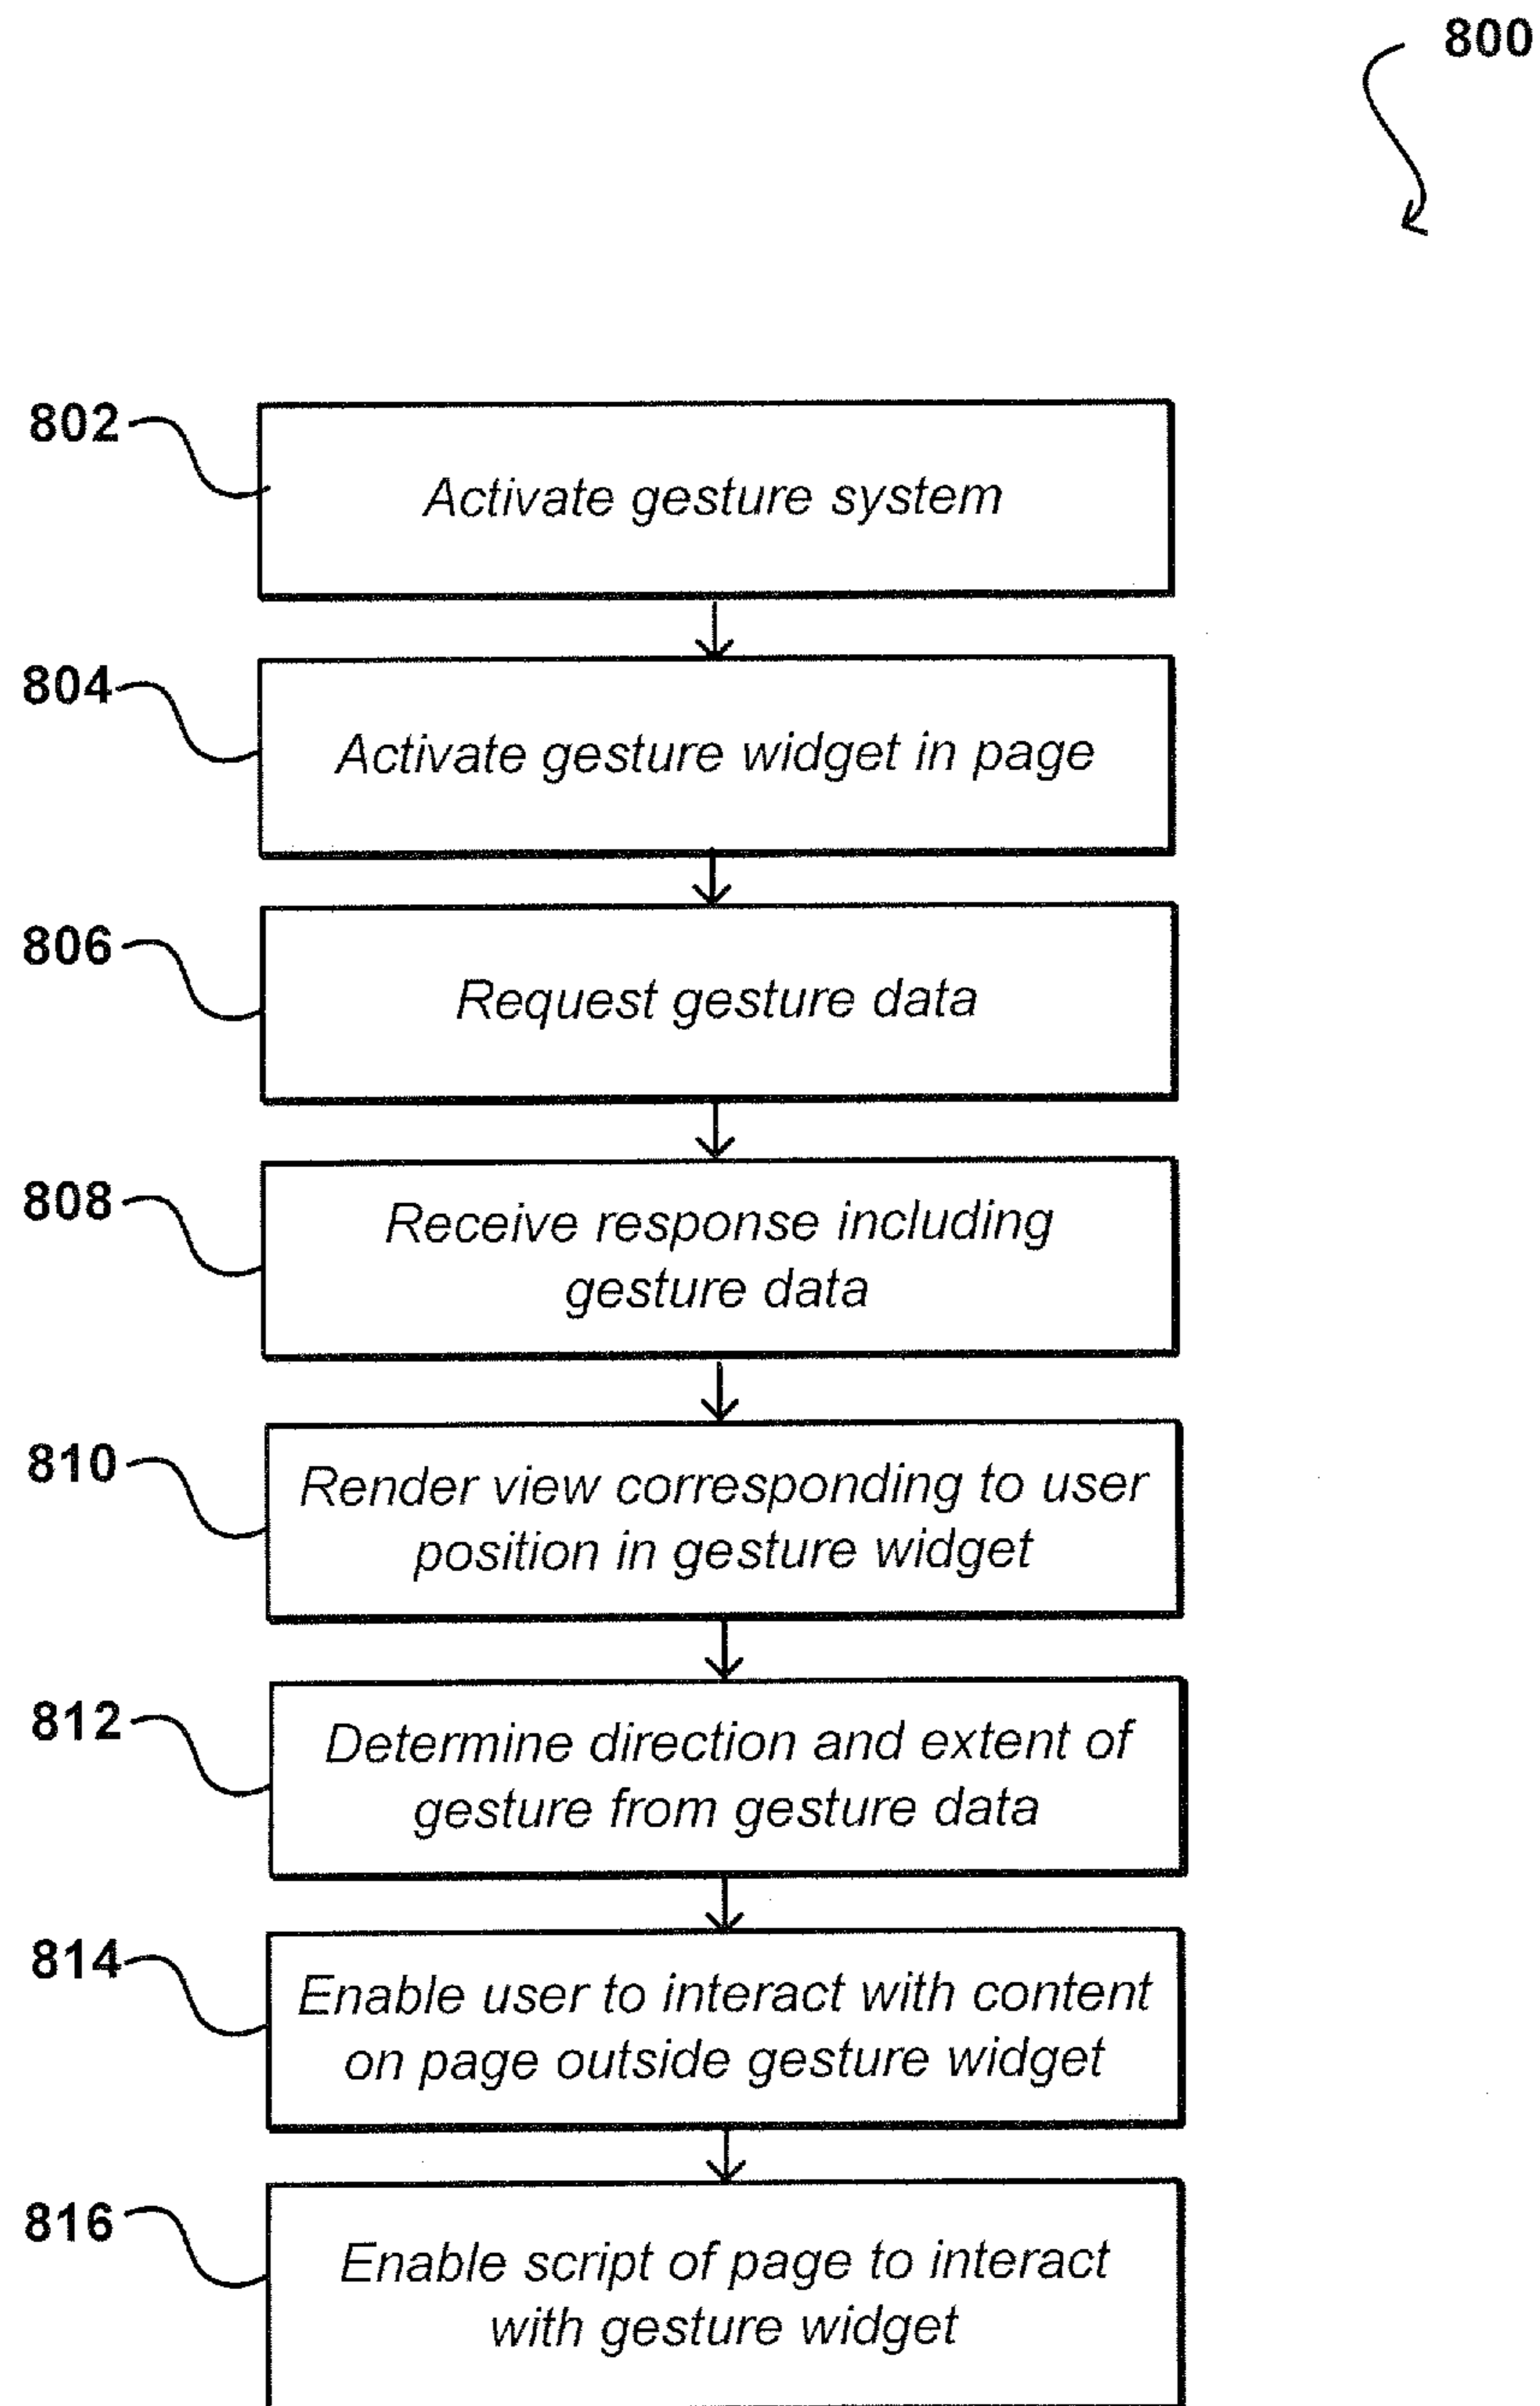 800
802
Activate gesture system
804
Activate gesture widget in page
806
Request gesture data
808
Receive response including
gesture data
810
Render view corresponding to user
position in gesture widget
812
Determine direction and extent of
gesture from gesture data
814
Enable user to interact with content
on page outside gesture widget
816
Enable script of page to interact
with gesture widget